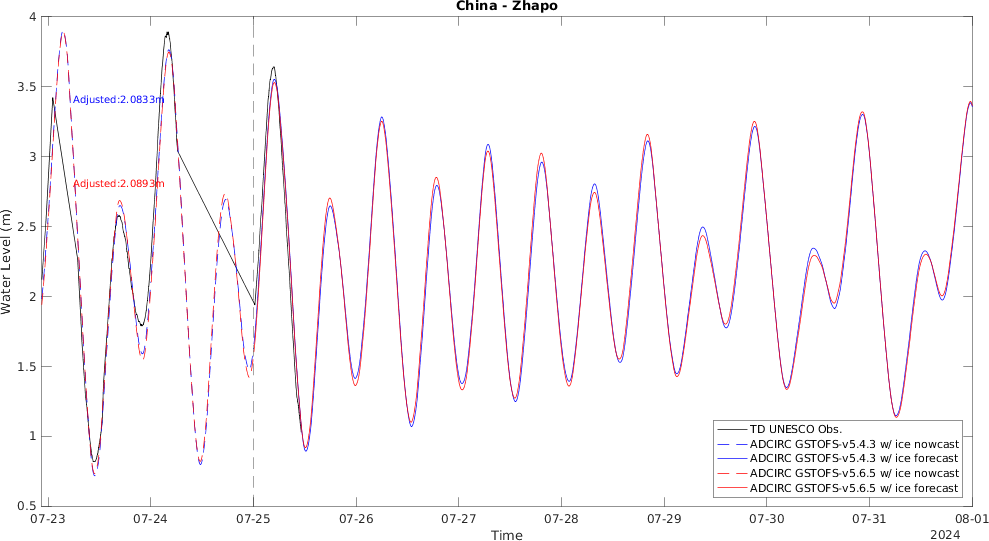 China - Zhapo
Water Level (m)
4
3.5
3
2.5
2
1.5
1
0.5
Adjusted:2.0833m
Adjusted:2.0893m
TD UNESCO Obs.
ADCIRC GSTOFS-v5.4.3 w/ ice nowcast
ADCIRC GSTOFS-v5.4.3 w/ ice forecast
ADCIRC GSTOFS-v5.6.5 w/ ice nowcast
ADCIRC GSTOFS-v5.6.5 w/ ice forecast
07-23 07-24 07-25 07-26 07-27 07-28 07-29 07-30 07-31 08-01
Time
2024